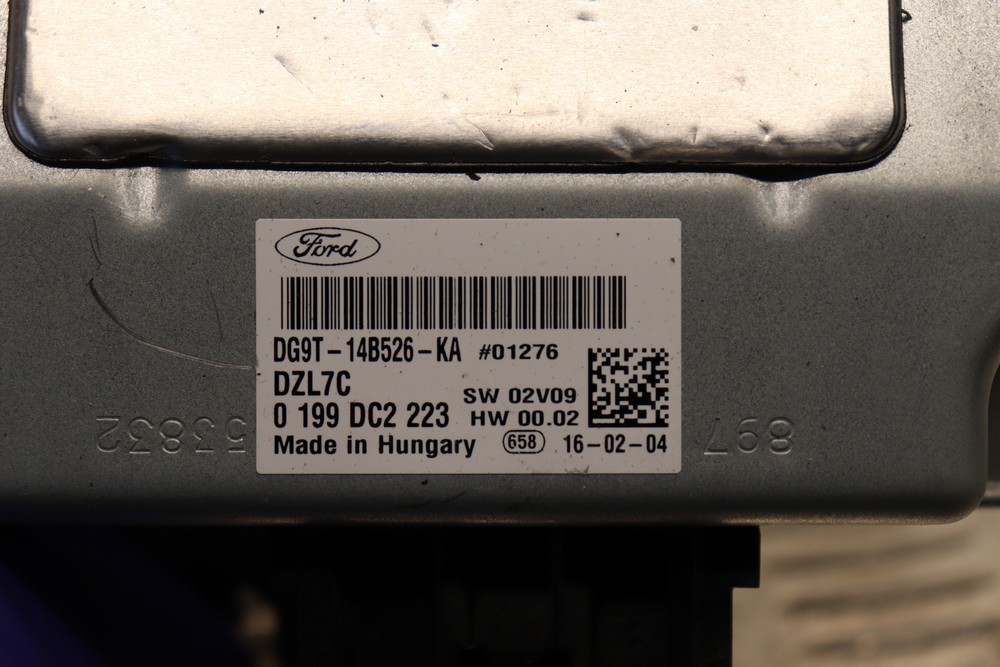 Ford
DG9T-14B526-KA #01276
DZL7C
SW 02V09
0 199 DC2 223
HW 00.02
Made in Hungary 658 16-02-04
53832
897